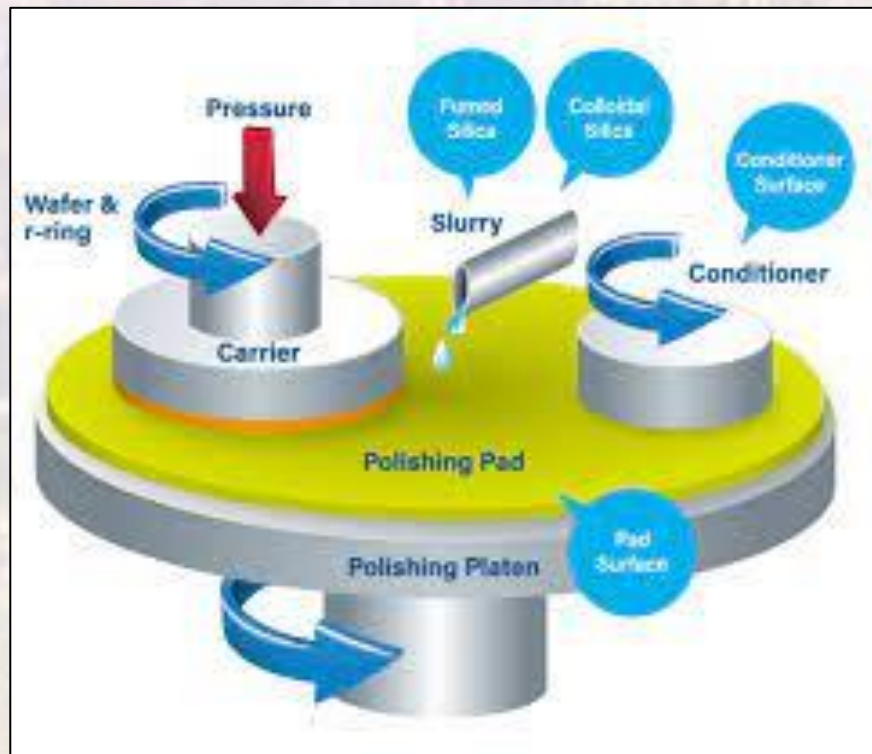 Pressure
Fumed
Silica
Colloidal
Silica
Conditioner
Surface
Wafer &
r-ring
Slurry
Conditioner
Carrier
Polishing Pad
Pad
Surface
Polishing Platen